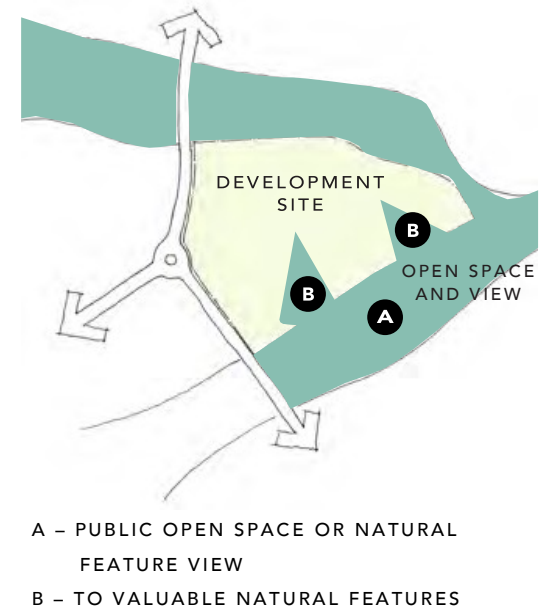 DEVELOPMENT
SITE
B
B
OPEN SPACE
AND VIEW
A
A – PUBLIC OPEN SPACE OR NATURAL
FEATURE VIEW
B – TO VALUABLE NATURAL FEATURES